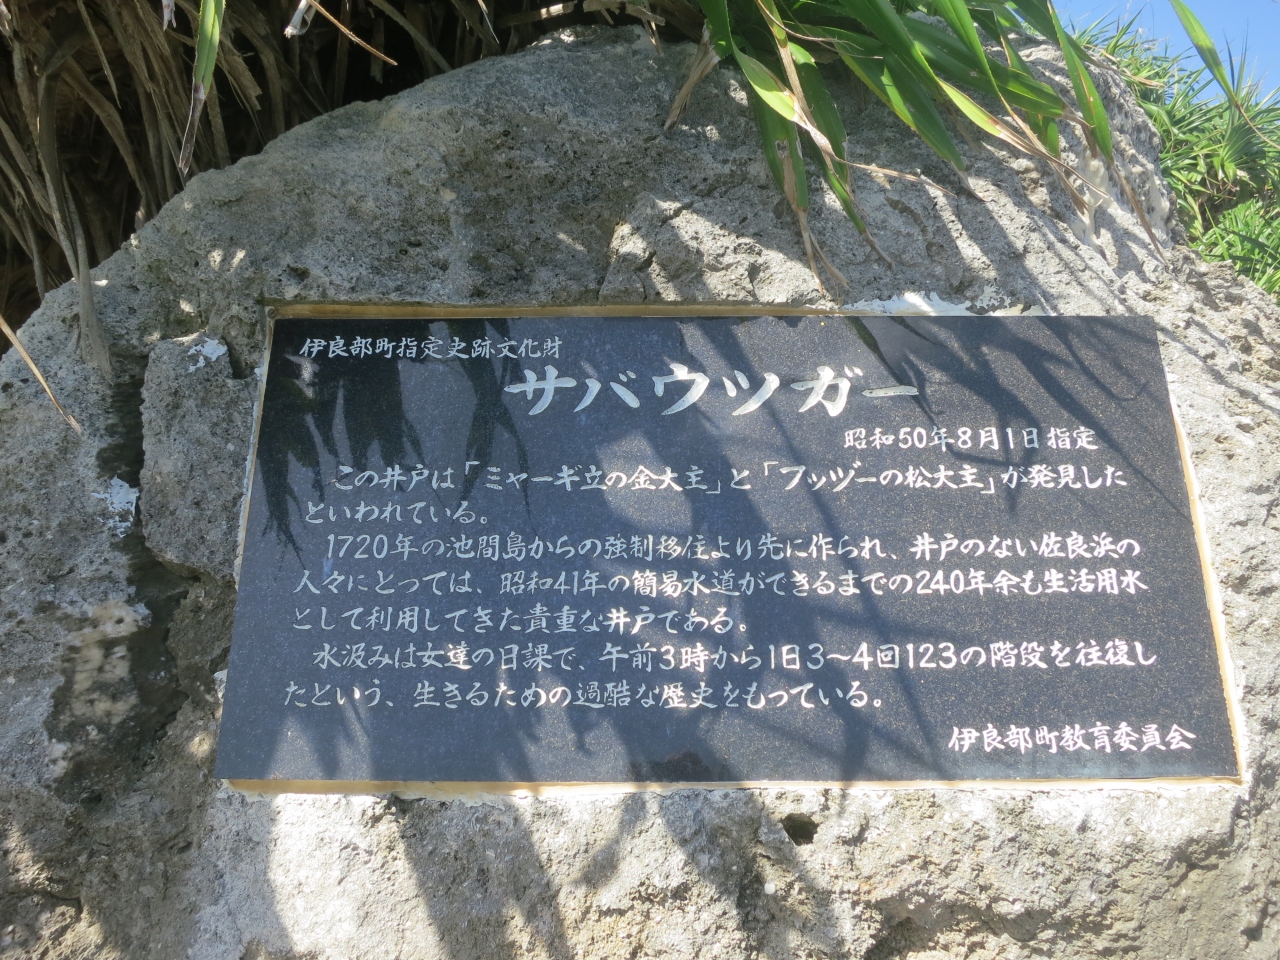 伊良部町指定史跡文化財
サバウツガー
昭和50年8月1日指定
この井戸は「ミャーギ立の金大主」と「フッヅーの松大主」が発見した
といわれている。
1720年の池間島からの強制移住より先に作られ、井戸のない佐良浜の
人々にとっては、昭和41年の簡易水道ができるまでの240年余も生活用水
として利用してきた貴重な井戸である。
水汲みは女達の日課で、午前3時から1日3〜4回123の階段を往復し
たという、生きるための過酷な歴史をもっている。
伊良部町教育委員会